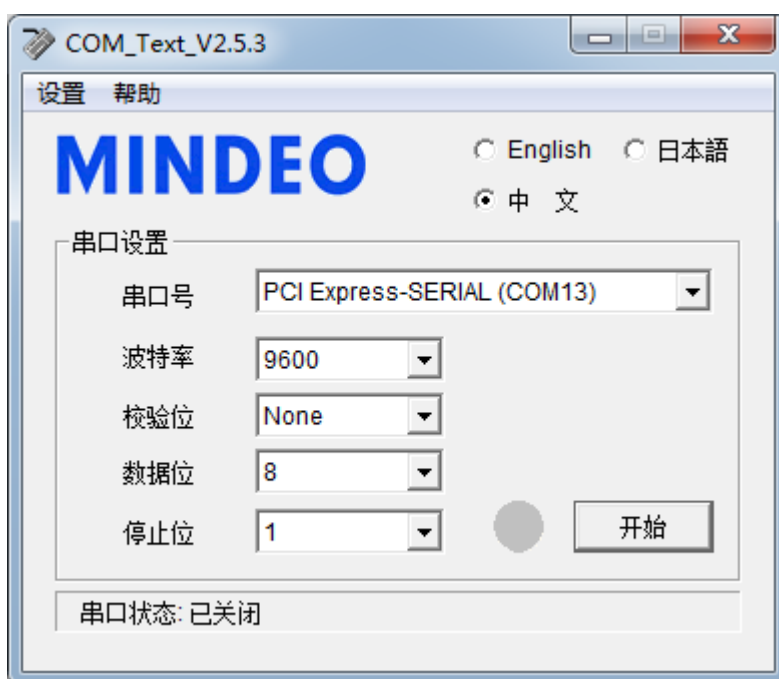 COM_Text_V2.5.3
设置 帮助
MINDEO
English 日本語
中 文
串口设置
串口号 PCI Express-SERIAL (COM13)
波特率 9600
校验位 None
数据位 8
停止位 1 开始
串口状态: 已关闭